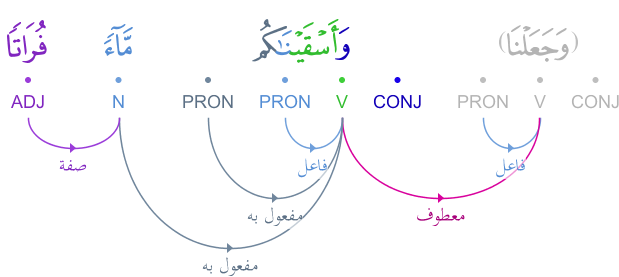 (وَجَعَلْنَا) وَأَسْقَيْنَٰكُم مَّآءً فُرَاتًا
CONJ V PRON CONJ V PRON PRON N ADJ
فاعل فاعل صفة
مفعول به معطوف
مفعول به